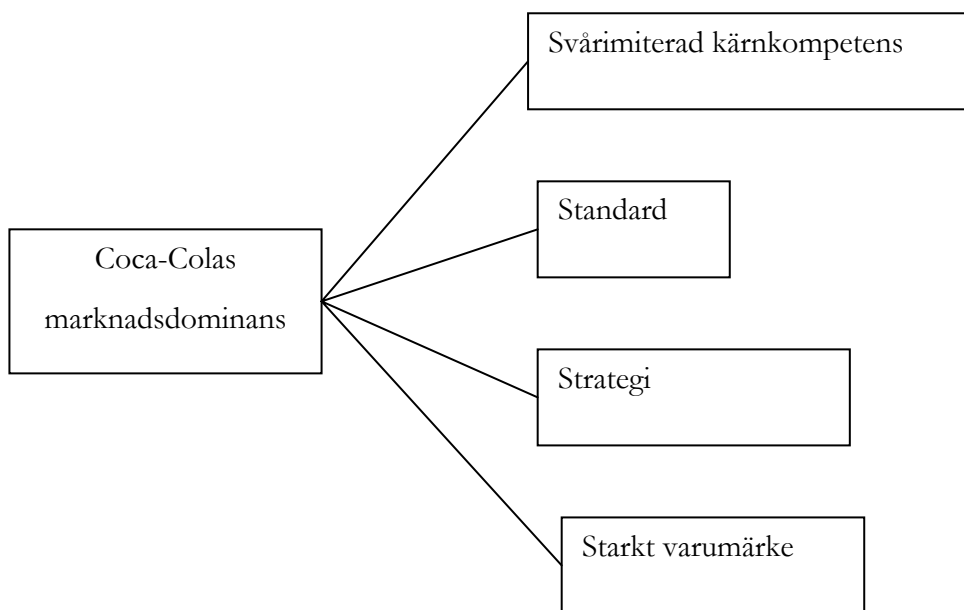 Svårimiterad kärnkompetens
Standard
Coca-Colas
marknadsdominans
Strategi
Starkt varumärke